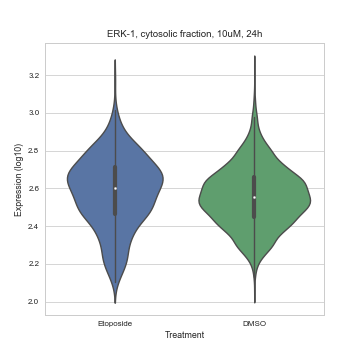 ERK-1, cytosolic fraction, 10uM, 24h
3.2
3.0
2.8
2.6
2.4
2.2
2.0
Expression (log10)
Etoposide
DMSO
Treatment